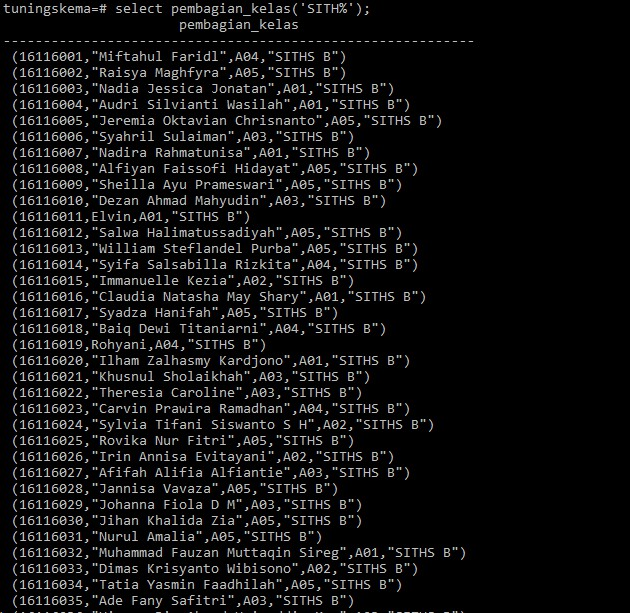 tuningskema=# select pembagian_kelas('SITH%');
pembagian_kelas
-----------------------------------------------------------
(16116001,"Miftahul Faridl",A04,"SITHS B")
(16116002,"Raisya Maghfyra",A05,"SITHS B")
(16116003,"Nadia Jessica Jonatan",A01,"SITHS B")
(16116004,"Audri Silvianti Wasilah",A01,"SITHS B")
(16116005,"Jeremia Oktavian Chrisnanto",A05,"SITHS B")
(16116006,"Syahril Sulaiman",A03,"SITHS B")
(16116007,"Nadira Rahmatunisa",A01,"SITHS B")
(16116008,"Alfiyan Faissofi Hidayat",A05,"SITHS B")
(16116009,"Sheilla Ayu Prameswari",A05,"SITHS B")
(16116010,"Dezan Ahmad Mahyudin",A03,"SITHS B")
(16116011,Elvin,A01,"SITHS B")
(16116012,"Salwa Halimatussadiyah",A05,"SITHS B")
(16116013,"William Steflandel Purba",A05,"SITHS B")
(16116014,"Syifa Salsabilla Rizkita",A04,"SITHS B")
(16116015,"Immanuelle Kezia",A02,"SITHS B")
(16116016,"Claudia Natasha May Shary",A01,"SITHS B")
(16116017,"Syadza Hanifah",A05,"SITHS B")
(16116018,"Baiq Dewi Titaniarni",A04,"SITHS B")
(16116019,Rohyani,A04,"SITHS B")
(16116020,"Ilham Zalhasmy Kardjono",A01,"SITHS B")
(16116021,"Khusnul Sholaikhah",A03,"SITHS B")
(16116022,"Theresia Caroline",A03,"SITHS B")
(16116023,"Carvin Prawira Ramadhan",A04,"SITHS B")
(16116024,"Sylvia Tifani Siswanto S H",A02,"SITHS B")
(16116025,"Rovika Nur Fitri",A05,"SITHS B")
(16116026,"Irin Annisa Evitayani",A02,"SITHS B")
(16116027,"Afifah Alifia Alfiantie",A03,"SITHS B")
(16116028,"Jannisa Vavaza",A05,"SITHS B")
(16116029,"Johanna Fiola D M",A03,"SITHS B")
(16116030,"Jihan Khalida Zia",A05,"SITHS B")
(16116031,"Nurul Amalia",A05,"SITHS B")
(16116032,"Muhammad Fauzan Muttaqin Sireg",A01,"SITHS B")
(16116033,"Dimas Krisyanto Wibisono",A02,"SITHS B")
(16116034,"Tatia Yasmin Faadhilah",A05,"SITHS B")
(16116035,"Ade Fany Safitri",A03,"SITHS B")